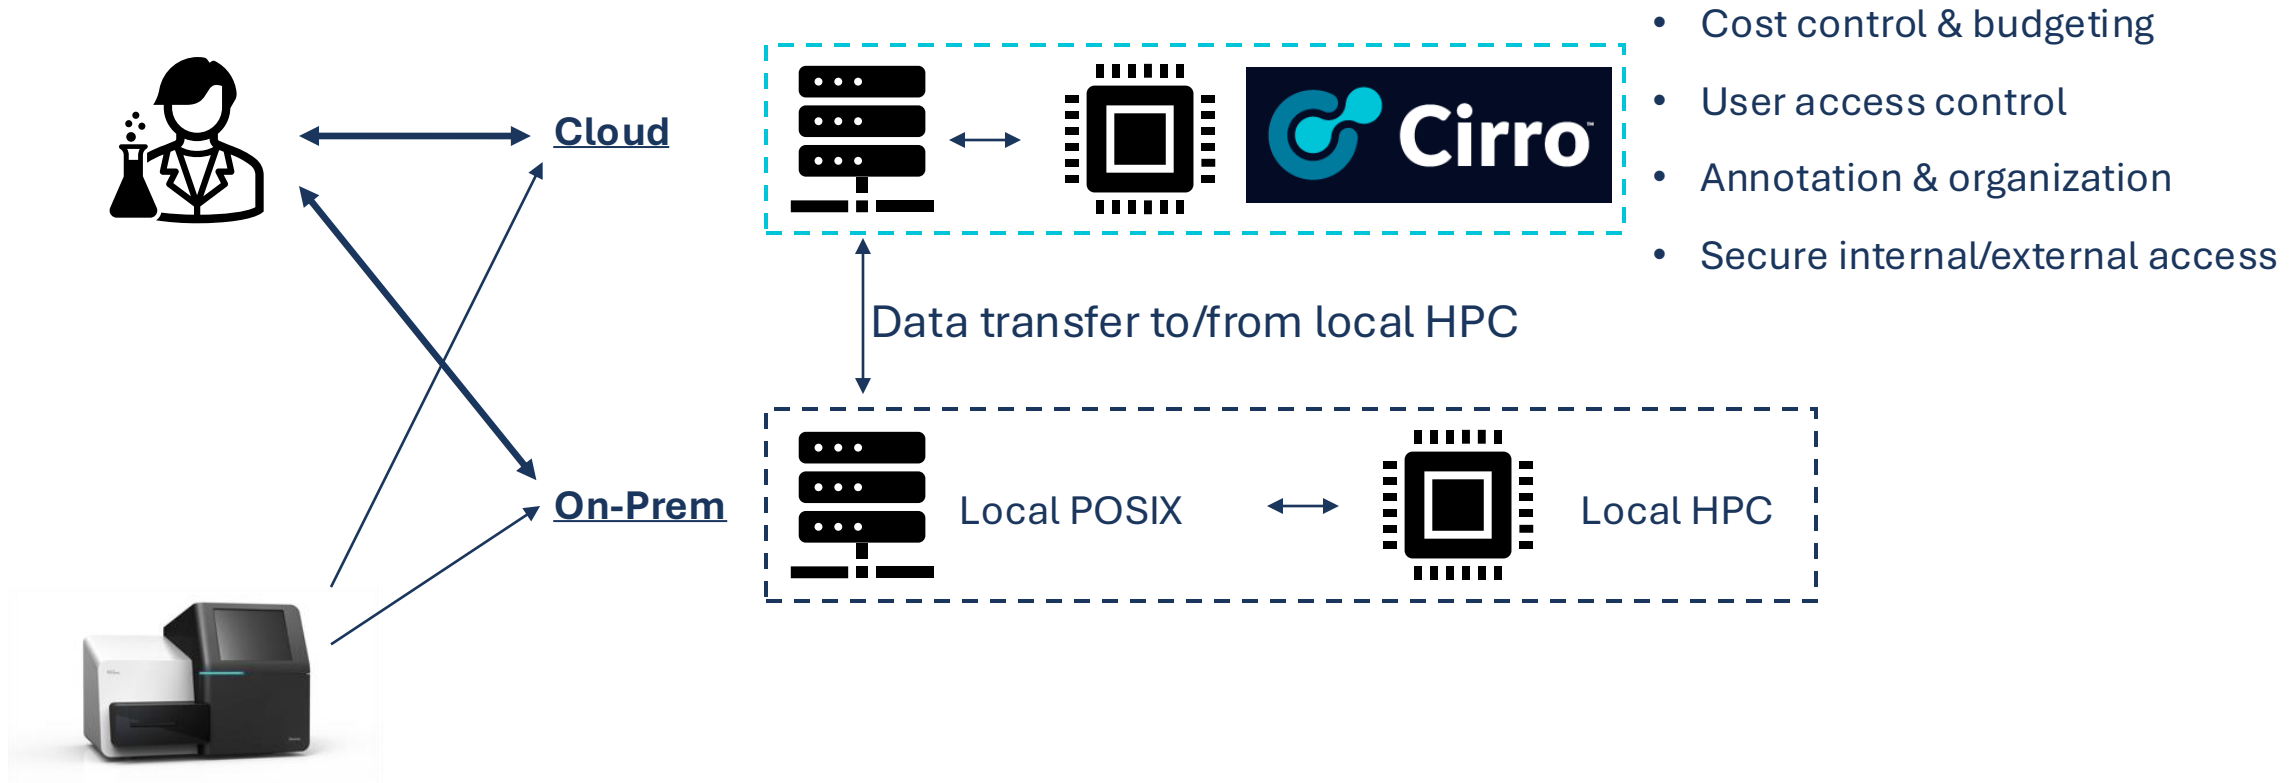 • Cost control & budgeting
• User access control
• Annotation & organization
• Secure internal/external access
Cloud
Cirro™
Data transfer to/from local HPC
On-Prem
Local POSIX
Local HPC